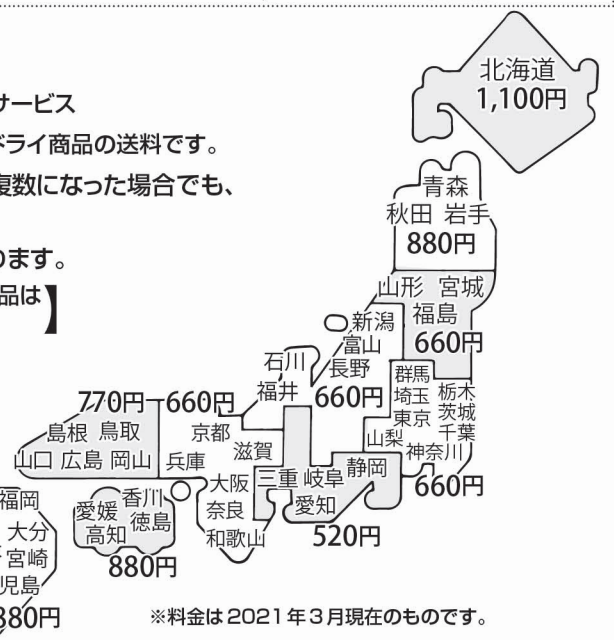 ナービス
ドライ商品の送料です。
複数になった場合でも、
ります。
品は】
北海道
1,100円
青森
秋田 岩手
880円
山形 宮城
福島
660円
新潟
富山
長野
660円
石川
福井
群馬 栃木
埼玉 茨城
東京 千葉
山梨 神奈川
660円
770円
島根 鳥取
山口 広島 岡山
660円
京都
兵庫 滋賀
大阪
奈良
和歌山
三重 岐阜 静岡
愛知
520円
愛媛 香川
高知 徳島
880円
福岡
大分
宮崎
児島
880円
※料金は2021年3月現在のものです。